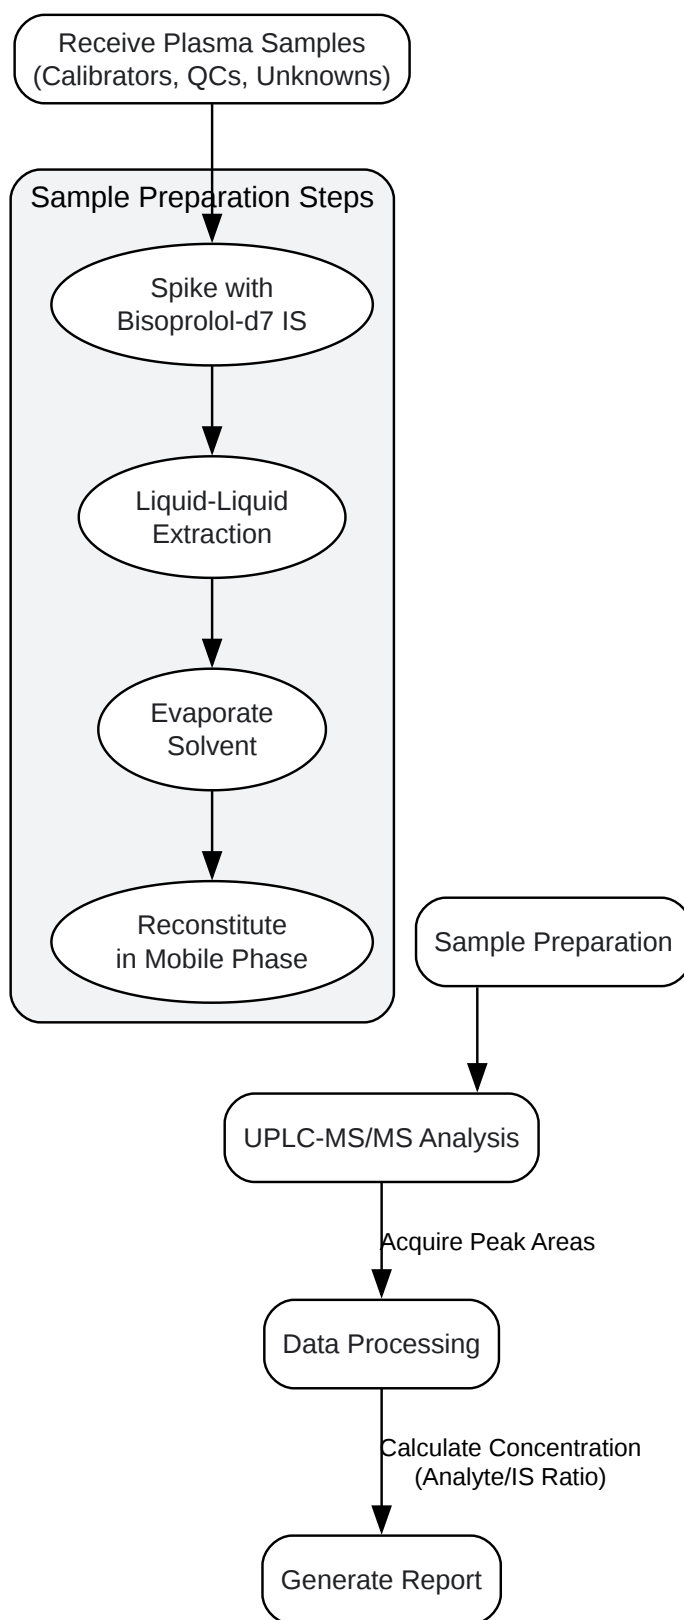 Receive Plasma Samples
(Calibrators, QCs, Unknowns)
Sample Preparation Steps
Spike with
Bisoprolol-d7 IS
Liquid-Liquid
Extraction
Evaporate
Solvent
Reconstitute
in Mobile Phase
Sample Preparation
UPLC-MS/MS Analysis
Acquire Peak Areas
Data Processing
Calculate Concentration
(Analyte/IS Ratio)
Generate Report